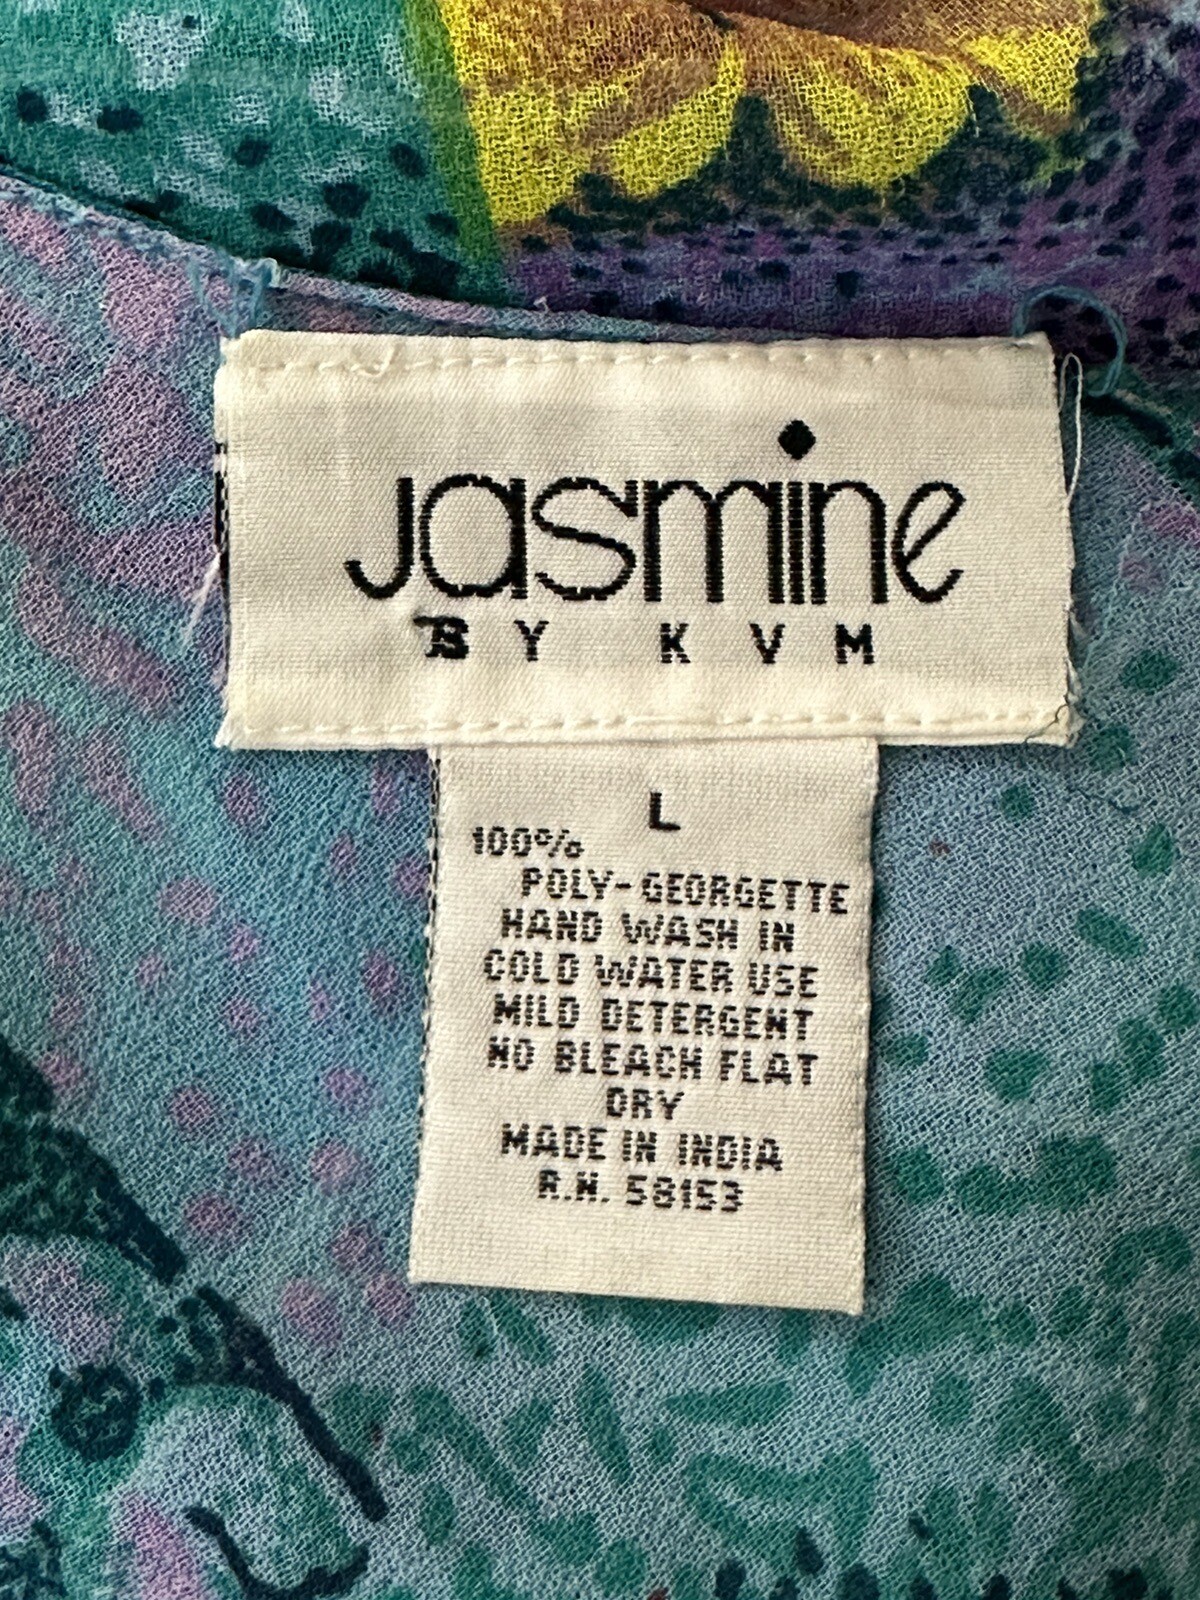 Jasmine
BY KVM
L
100%
POLY-GEORGETTE
HAND WASH IN
COLD WATER USE
MILD DETERGENT
NO BLEACH FLAT
DRY
MADE IN INDIA
R.N. 58153